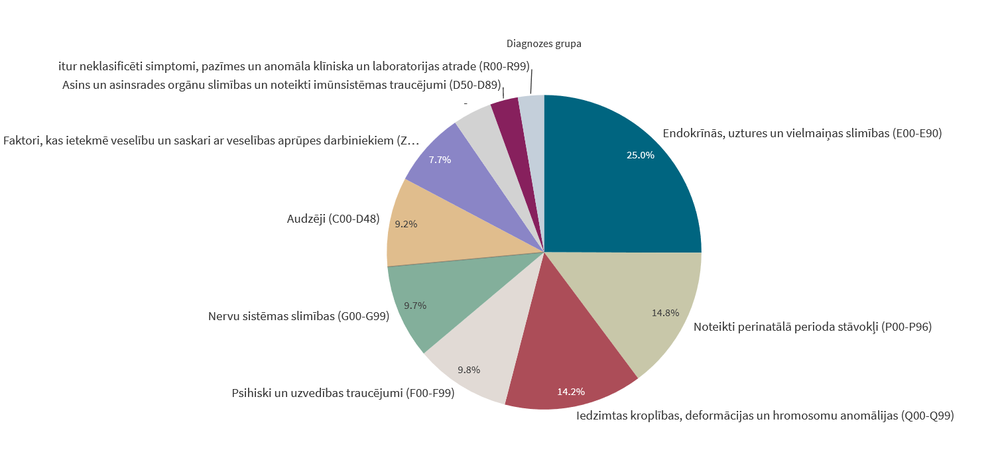 Diagnozes grupa
itur neklasificēti simptomi, pazīmes un anomāla klīniska un laboratorijas atrade (R00-R99)
Asins un asinsrades orgānu slimības un noteikti imūnsistēmas traucējumi (D50-D89)
-
Faktori, kas ietekmē veselību un saskari ar veselības aprūpes darbiniekiem (Z…
7.7%
Endokrīnās, uztures un vielmaiņas slimības (E00-E90)
25.0%
Audzēji (C00-D48)
9.2%
Nervu sistēmas slimības (G00-G99)
9.7%
14.8%
Noteikti perinatālā perioda stāvokļi (P00-P96)
9.8%
Psihiski un uzvedības traucējumi (F00-F99)
14.2%
Iedzimtas kroplības, deformācijas un hromosomu anomālijas (Q00-Q99)